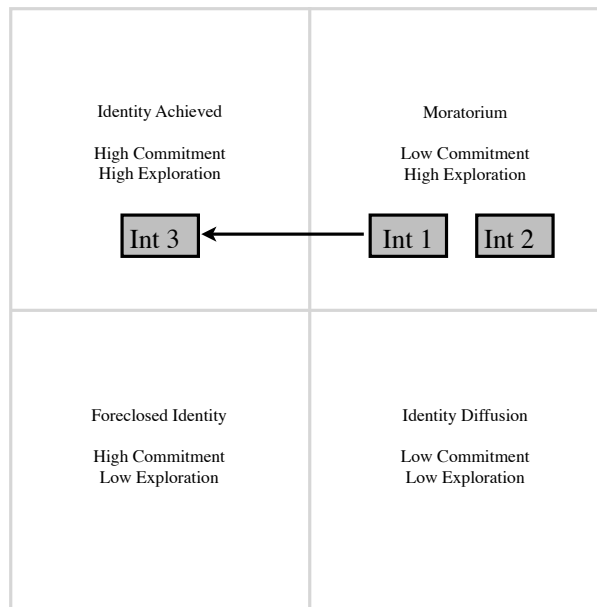 Identity Achieved
High Commitment
High Exploration
Int 3
Moratorium
Low Commitment
High Exploration
Int 1
Int 2
Foreclosed Identity
High Commitment
Low Exploration
Identity Diffusion
Low Commitment
Low Exploration